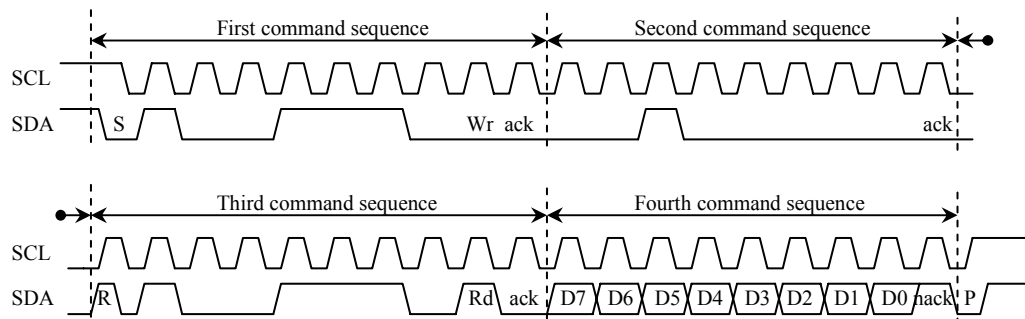 First command sequence Second command sequence
SCL
SDA S Wr ack ack
Third command sequence Fourth command sequence
SCL
SDA R Rd ack D7 D6 D5 D4 D3 D2 D1 D0 nack P